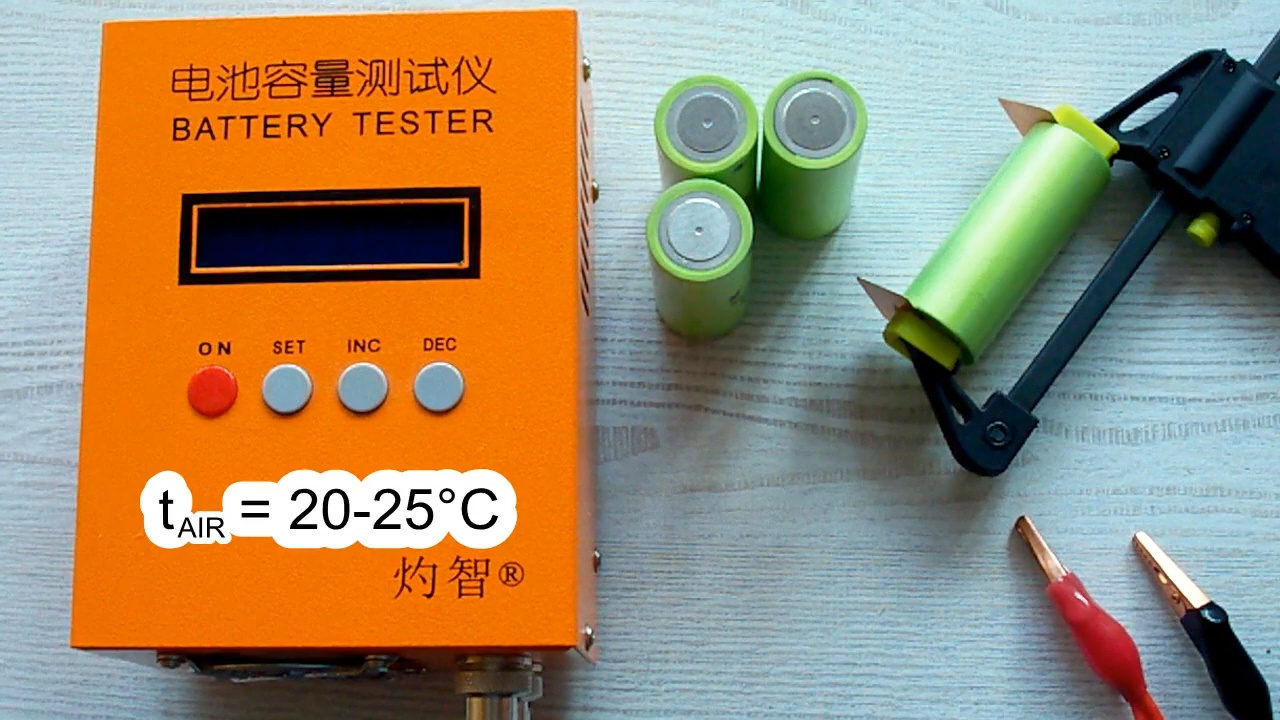 电池容量测试仪
BATTERY TESTER
ON SET INC DEC
tAIR = 20-25°C
灼智®